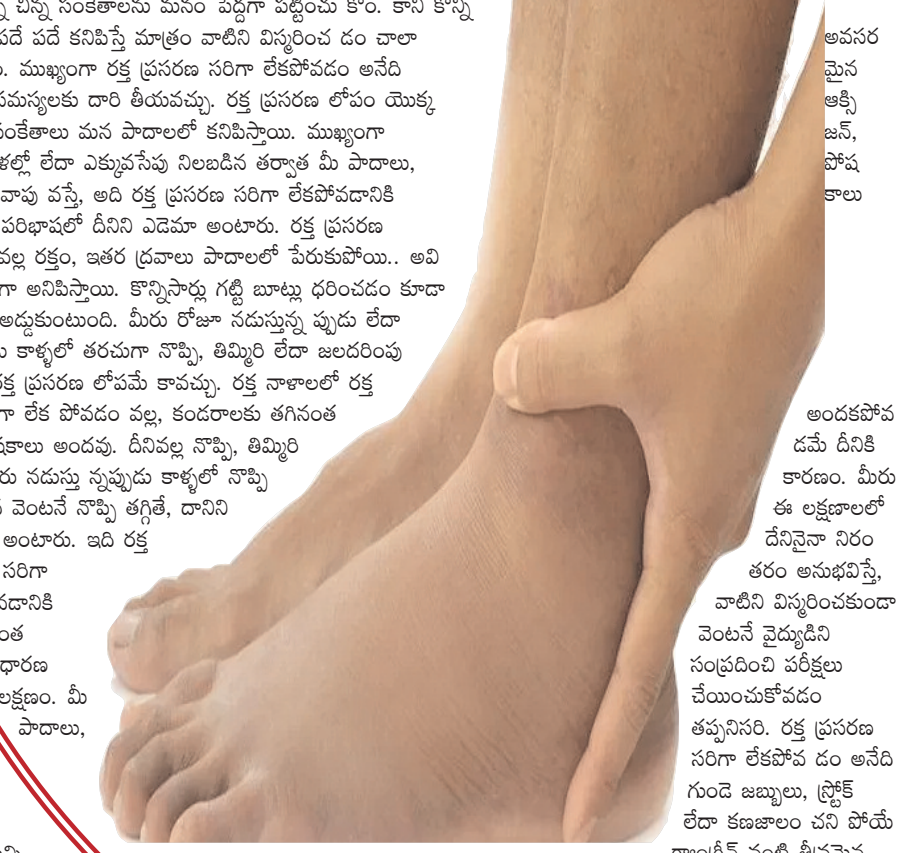 చిన్న సంకేతాలను మనం పెద్దగా పట్టించు కోం. కాని కొన్ని
పదే పదే కనిపిస్తే మాత్రం వాటిని విస్మరించ డం చాలా
ముఖ్యంగా రక్త ప్రసరణ సరిగా లేకపోవడం అనేది
సమస్యలకు దారి తీయవచ్చు. రక్త ప్రసరణ లోపం యొక్క
సంకేతాలు మన పాదాలలో కనిపిస్తాయి. ముఖ్యంగా
లేదా ఎక్కువసేపు నిలబడిన తర్వాత మీ పాదాలు,
వాపు వస్తే, అది రక్త ప్రసరణ సరిగా లేకపోవడానికి
పరిభాషలో దీనిని ఎడెమా అంటారు. రక్త ప్రసరణ
వల్ల రక్తం, ఇతర ద్రవాలు పాదాలలో పేరుకుపోయి.. అవి
గా అనిపిస్తాయి. కొన్నిసార్లు గట్టి బూట్లు ధరించడం కూడా
అడ్డుకుంటుంది. మీరు రోజూ నడుస్తున్న ప్పుడు లేదా
కాళ్ళలో తరచుగా నొప్పి, తిమ్మిరి లేదా జలదరింపు
రక్త ప్రసరణ లోపమే కావచ్చు. రక్త నాళాలలో రక్త
గా లేక పోవడం వల్ల, కండరాలకు తగినంత
అందవు. దీనివల్ల నొప్పి, తిమ్మిరి
నడుస్తు న్నప్పుడు కాళ్ళలో నొప్పి
వెంటనే నొప్పి తగ్గితే, దానిని
అంటారు. ఇది రక్త
సరిగా
లక్షణం. మీ
పాదాలు,
అవసర
మైన
ఆక్సి
జన్,
పోష
కాలు
అందకపోవ
డమే దీనికి
కారణం. మీరు
ఈ లక్షణాలలో
దేనినైనా నిరం
తరం అనుభవిస్తే,
వాటిని విస్మరించకుండా
వెంటనే వైద్యుడిని
సంప్రదించి పరీక్షలు
చేయించుకోవడం
తప్పనిసరి. రక్త ప్రసరణ
సరిగా లేకపోవ డం అనేది
గుండె జబ్బులు, స్ట్రోక్
లేదా కణజాలం చని పోయే